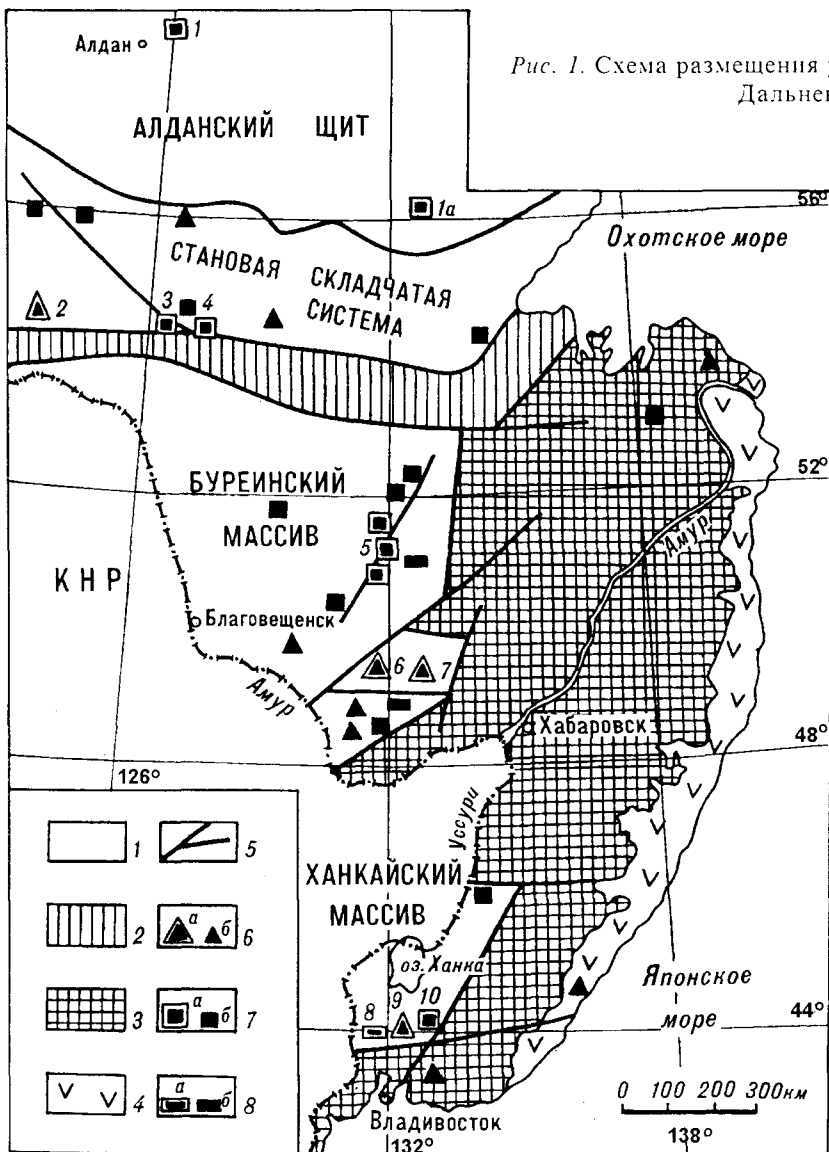 Рис. 1. Схема размещения
Дальне
Алдан
1
АЛДАНСКИЙ ЩИТ
1а
56°
Охотское море
СТАНОВАЯ СКЛАДЧАТАЯ
СИСТЕМА
2
3
4
БУРЕИНСКИЙ
МАССИВ
52°
5
Амур
КНР
Благовещенск
6
7
Амур
Хабаровск
48°
126°
Уссури
ХАНКАЙСКИЙ
МАССИВ
оз. Ханка
8
9
10
Японское
море
44°
Владивосток
132°
138°
0 100 200 300км
1
5
2
а
б
6
3
а
б
7
4
а
б
8